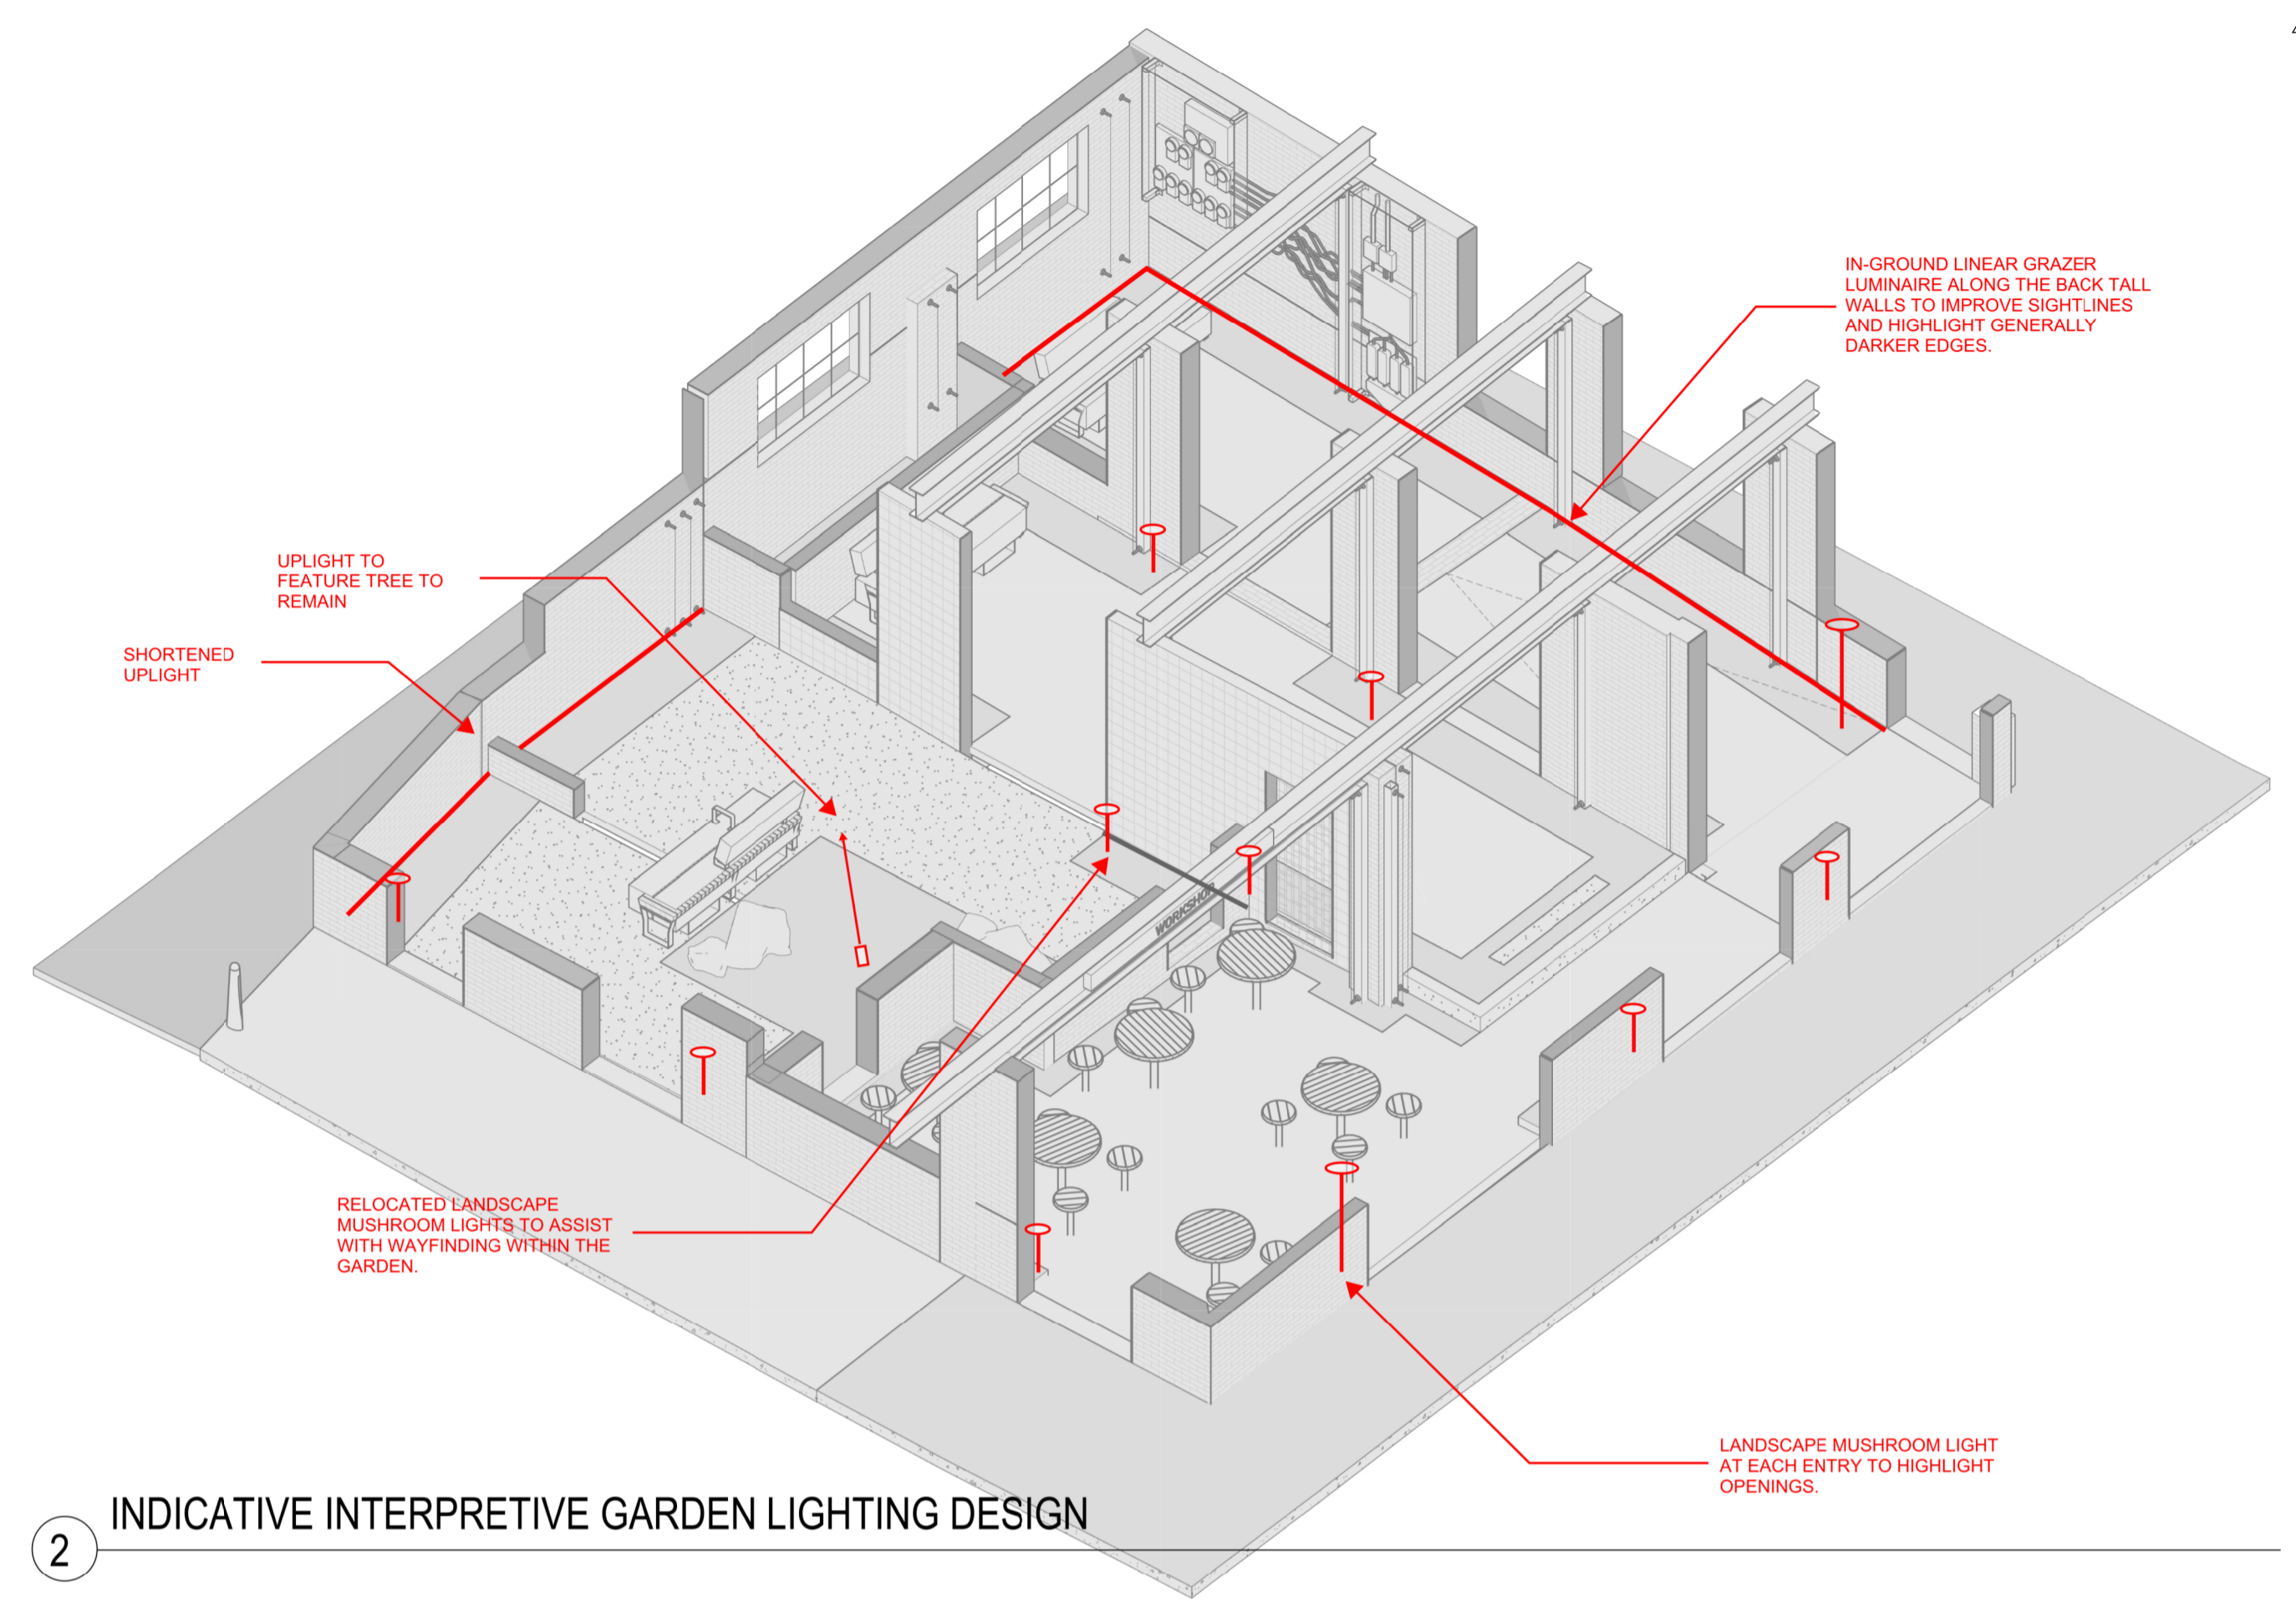 IN-GROUND LINEAR GRAZER
LUMINAIRE ALONG THE BACK TALL
WALLS TO IMPROVE SIGHTLINES
AND HIGHLIGHT GENERALLY
DARKER EDGES.
UPLIGHT TO
FEATURE TREE TO
REMAIN
SHORTENED
UPLIGHT
WORKSHOP
RELOCATED LANDSCAPE
MUSHROOM LIGHTS TO ASSIST
WITH WAYFINDING WITHIN THE
GARDEN.
LANDSCAPE MUSHROOM LIGHT
AT EACH ENTRY TO HIGHLIGHT
OPENINGS.
2 INDICATIVE INTERPRETIVE GARDEN LIGHTING DESIGN